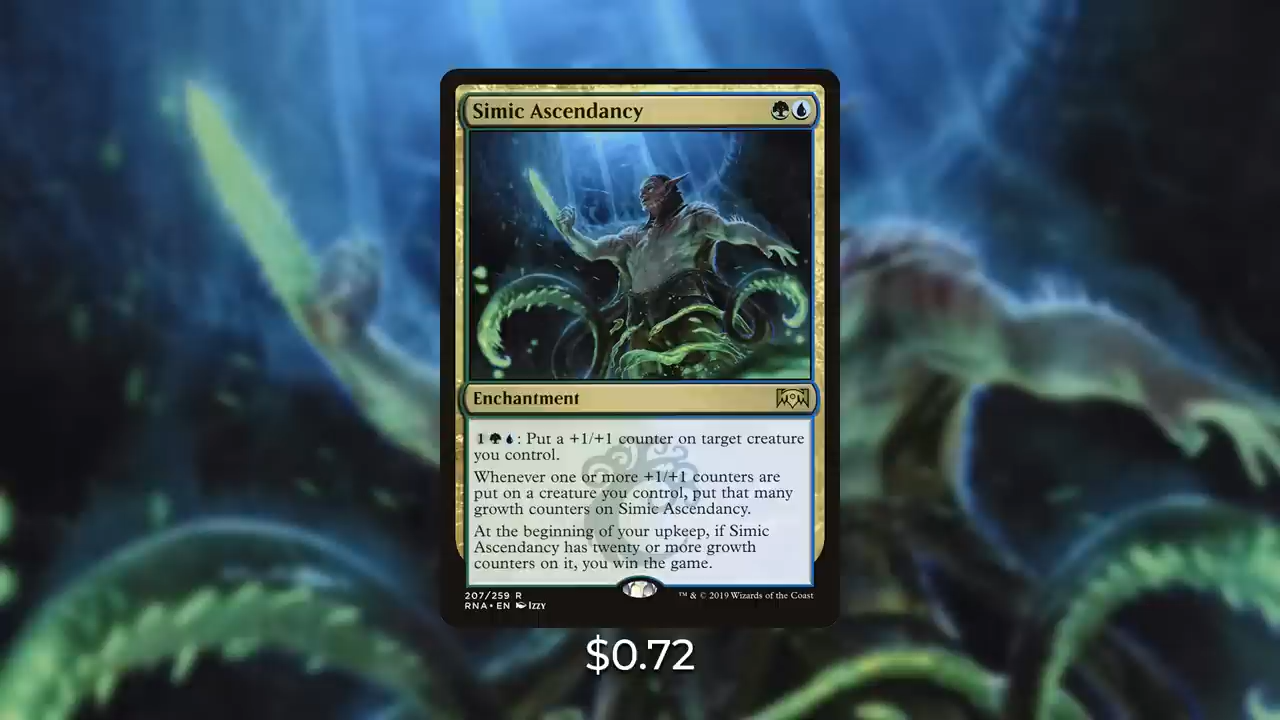 Simic Ascendancy
Enchantment
1 : Put a +1/+1 counter on target creature
you control.
Whenever one or more +1/+1 counters are
put on a creature you control, put that many
growth counters on Simic Ascendancy.
At the beginning of your upkeep, if Simic
Ascendancy has twenty or more growth
counters on it, you win the game.
207/259 R
RNA • EN Izzy
™ & © 2019 Wizards of the Coast
$0.72